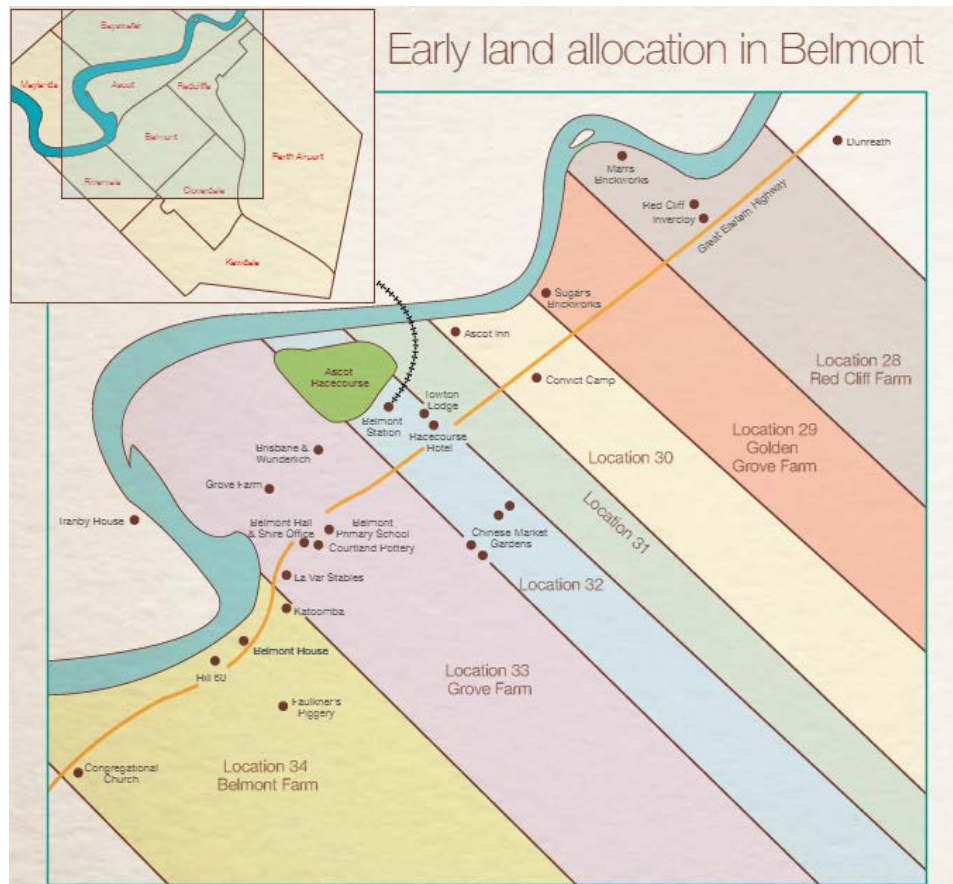 Early land allocation in Belmont
Bayswater
Maylands
Ascot
Redcliffe
Belmont
Perth Airport
Rivervale
Cloverdale
Kewdale
Dunreath
Marrs
Brickworks
Red Cliff
Invercloy
Great Eastern Highway
Sugar's
Brickworks
Ascot Inn
Location 28
Red Cliff Farm
Convict Camp
Ascot
Racecourse
Towton
Lodge
Belmont
Station
Racecourse
Hotel
Location 29
Golden
Grove Farm
Brisbane &
Wunderlich
Location 30
Grove Farm
Tranby House
Belmont Hall
& Shire Office
Belmont
Primary School
Courtland Pottery
Chinese Market
Gardens
Location 31
La Var Stables
Location 32
Katoomba
Belmont House
Hill 60
Location 33
Grove Farm
Faulkner's
Piggery
Congregational
Church
Location 34
Belmont Farm